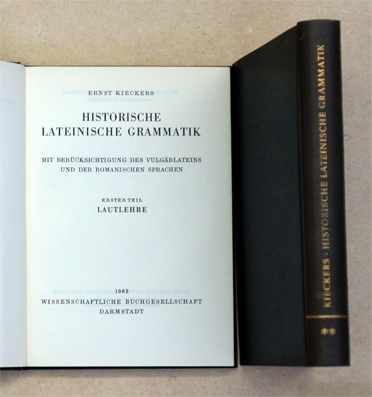 ERNST KIECKERS
HISTORISCHE
LATEINISCHE GRAMMATIK
MIT BERÜCKSICHTIGUNG DES VULGÄRLATEINS
UND DER ROMANISCHEN SPRACHEN
ERSTER TEIL
LAUTLEHRE
1962
WISSENSCHAFTLICHE BUCHGESELLSCHAFT
DARMSTADT
KIECKERS · HISTORISCHE LATEINISCHE GRAMMATIK
**